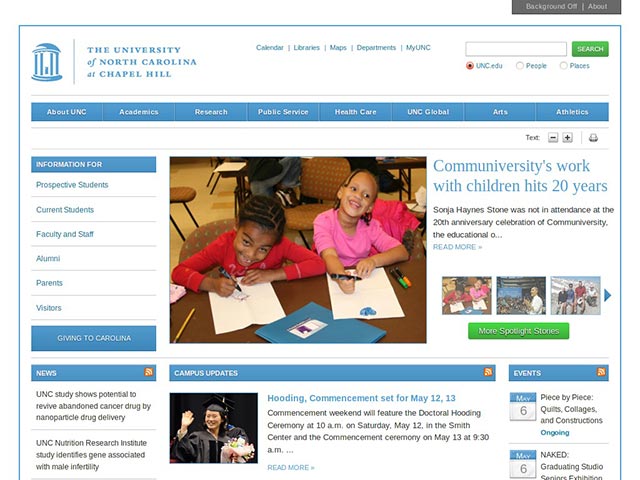 Background Off | About
THE UNIVERSITY
of NORTH CAROLINA
at CHAPEL HILL
Calendar | Libraries | Maps | Departments | MyUNC
SEARCH
UNC.edu People Places
About UNC Academics Research Public Service Health Care UNC Global Arts Athletics
Text:
INFORMATION FOR
Prospective Students
Current Students
Faculty and Staff
Alumni
Parents
Visitors
GIVING TO CAROLINA
Communiversity's work
with children hits 20 years
Sonja Haynes Stone was not in attendance at the
20th anniversary celebration of Communiversity,
the educational o...
READ MORE »
More Spotlight Stories
NEWS
UNC study shows potential to
revive abandoned cancer drug by
nanoparticle drug delivery
UNC Nutrition Research Institute
study identifies gene associated
with male infertility
CAMPUS UPDATES
Hooding, Commencement set for May 12, 13
Commencement weekend will feature the Doctoral Hooding
Ceremony at 10 a.m. on Saturday, May 12, in the Smith
Center and the Commencement ceremony on May 13 at 9:30
a.m. ...
READ MORE »
EVENTS
MAY
6
Piece by Piece:
Quilts, Collages,
and Constructions
Ongoing
MAY
6
NAKED:
Graduating Studio
Seniors Exhibition